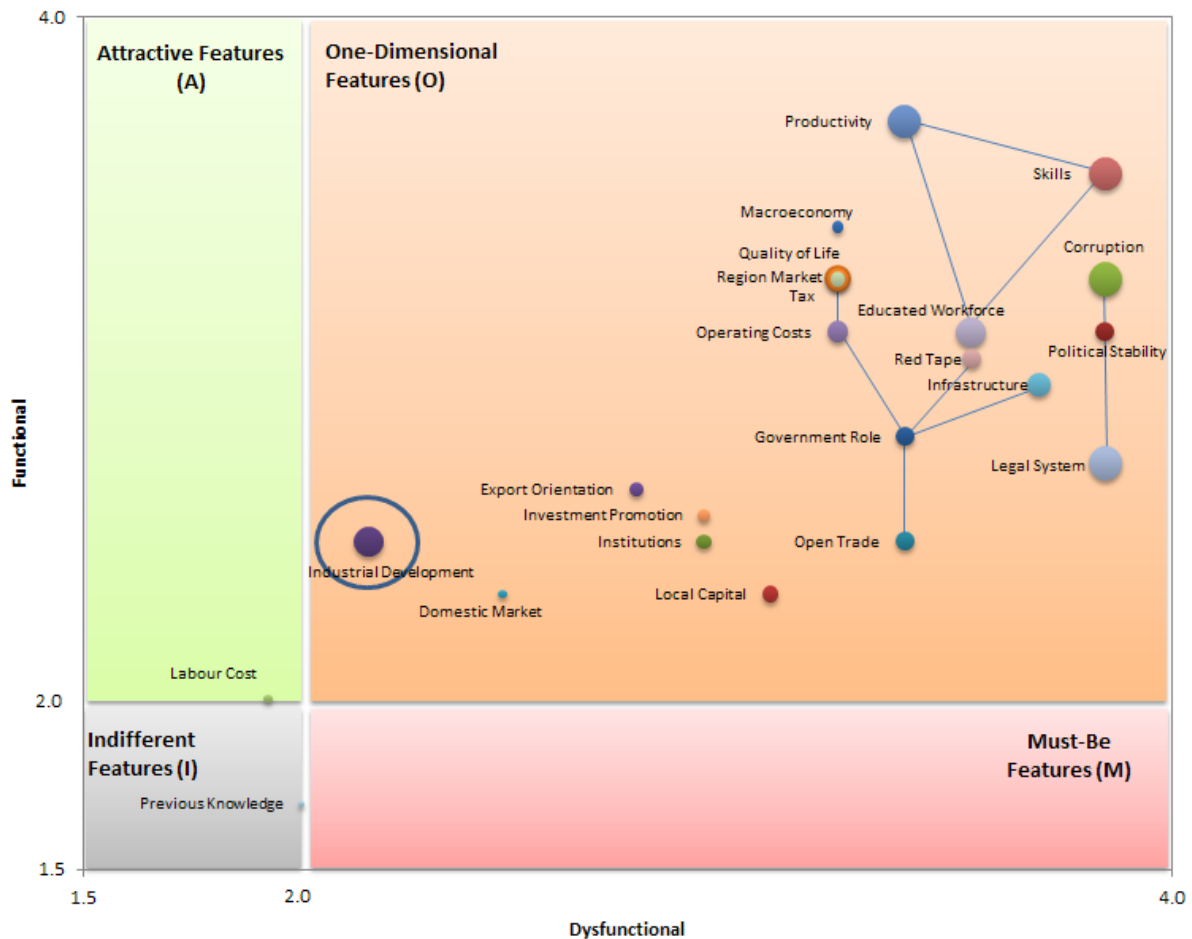 4.0
Attractive Features
(A)
One-Dimensional
Features (O)
Productivity
Skills
Macroeconomy
Corruption
Quality of Life
Region Market
Tax
Educated Workforce
Operating Costs
Political Stability
Red Tape
Infrastructure
Functional
Government Role
Legal System
Export Orientation
Investment Promotion
Institutions
Open Trade
Industrial Development
Local Capital
Domestic Market
Labour Cost
2.0
Indifferent
Features (I)
Must-Be
Features (M)
Previous Knowledge
1.5
1.5
2.0
4.0
Dysfunctional